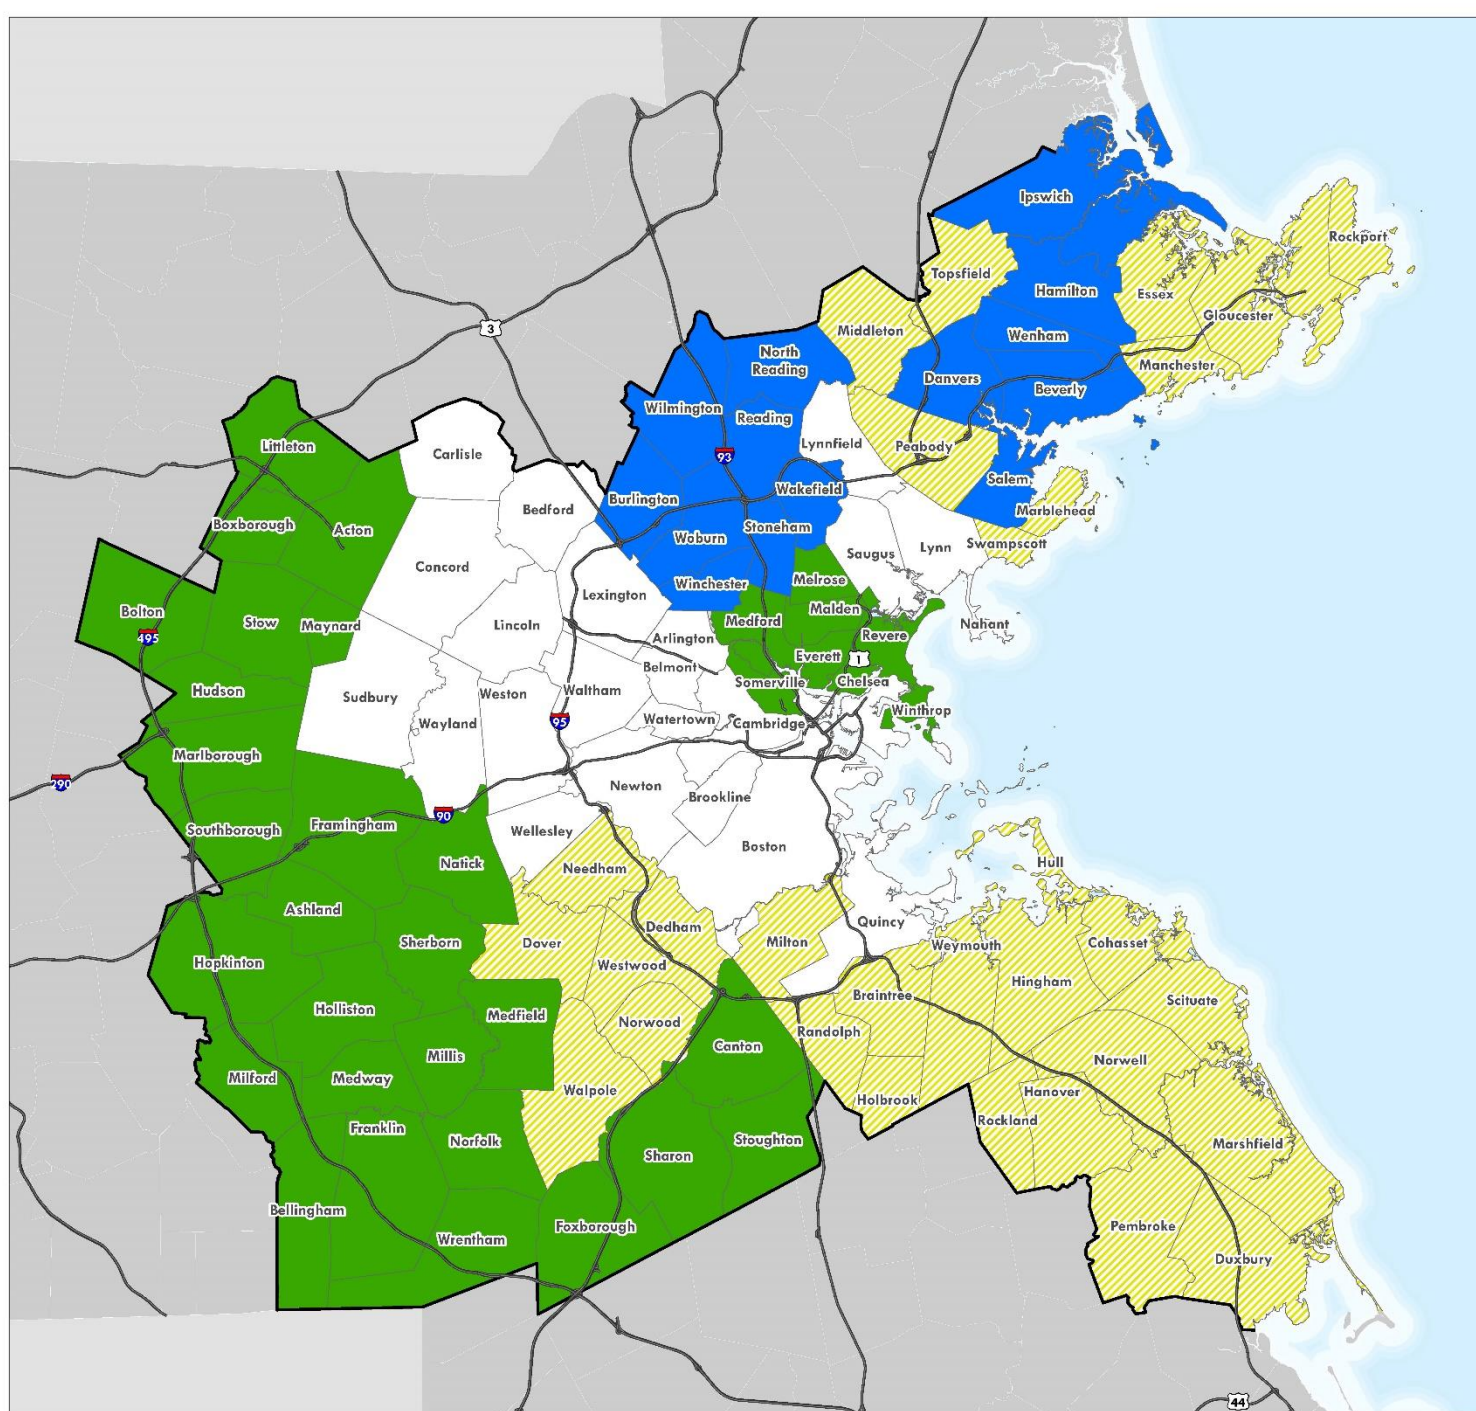 Ipswich
Rockport
Topsfield
Essex
Hamilton
Gloucester
3
Middleton
Wenham
North
Reading
Manchester
Danvers
Beverly
Wilmington
Reading
Littleton
Carlisle
Lynnfield
Peabody
93
Salem
Wakefield
Burlington
Bedford
Marblehead
Boxborough
Acton
Stoneham
Woburn
Swampscott
Lynn
Saugus
Concord
Winchester
Melrose
Lexington
Bolton
Malden
Stow
Maynard
Lincoln
Medford
Nahant
495
Arlington
Revere
Everett
1
Belmont
Hudson
Somerville
Chelsea
Sudbury
Weston
Waltham
Winthrop
Wayland
95
Watertown
Cambridge
Marlborough
290
Newton
Brookline
90
Framingham
Southborough
Wellesley
Boston
Natick
Needham
Hull
Ashland
Quincy
Dedham
Sherborn
Dover
Milton
Weymouth
Cohasset
Hopkinton
Westwood
Hingham
Braintree
Scituate
Holliston
Medfield
Norwood
Randolph
Canton
Millis
Norwell
Milford
Medway
Walpole
Hanover
Holbrook
Rockland
Franklin
Norfolk
Stoughton
Marshfield
Sharon
Bellingham
Foxborough
Pembroke
Wrentham
Duxbury
44